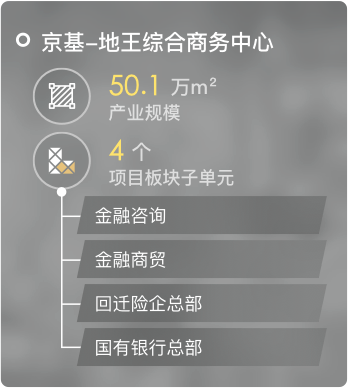 京基-地王综合商务中心
50.1 万m²
产业规模
4 个
项目板块子单元
金融咨询
金融商贸
回迁险企总部
国有银行总部